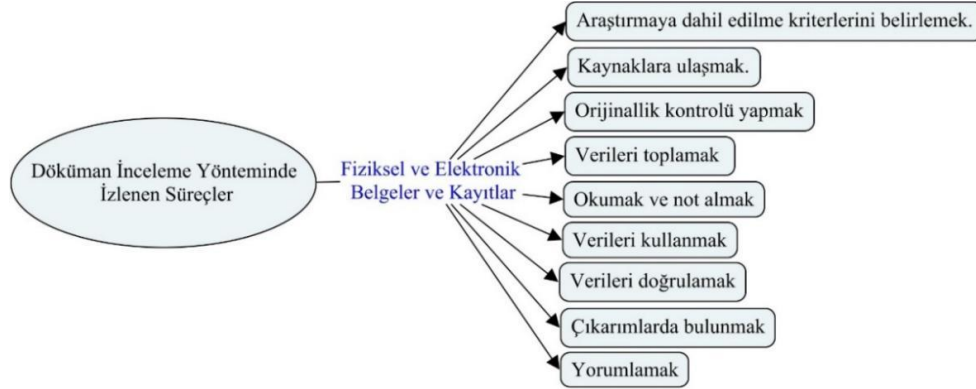 Döküman İnceleme Yönteminde
İzlenen Süreçler
Fiziksel ve Elektronik
Belgeler ve Kayıtlar
Araştırmaya dahil edilme kriterlerini belirlemek.
Kaynaklara ulaşmak.
Orijinallik kontrolü yapmak
Verileri toplamak
Okumak ve not almak
Verileri kullanmak
Verileri doğrulamak
Çıkarımlarda bulunmak
Yorumlamak